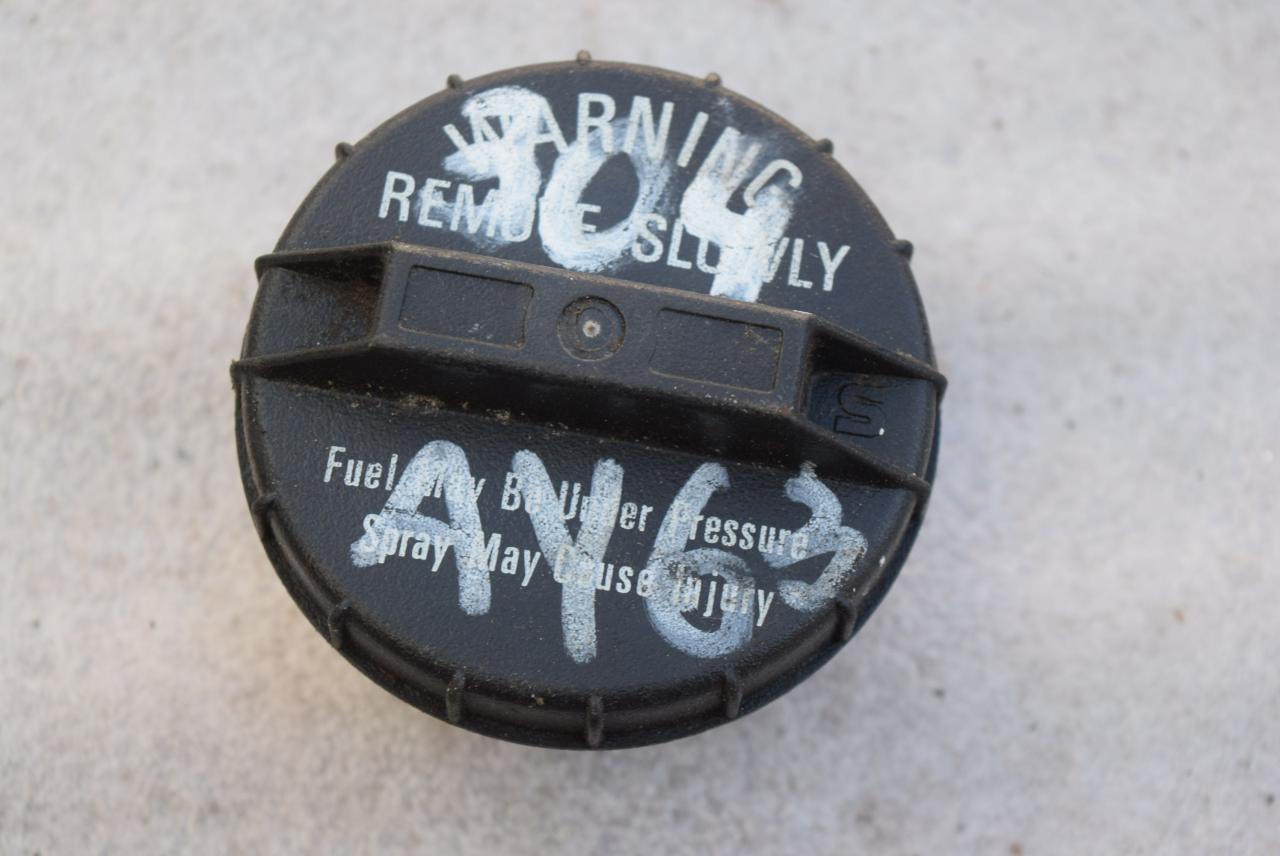 WARNING
304
REMOVE SLOWLY
Fuel May Be Under Pressure
AY63
Spray May Cause Injury